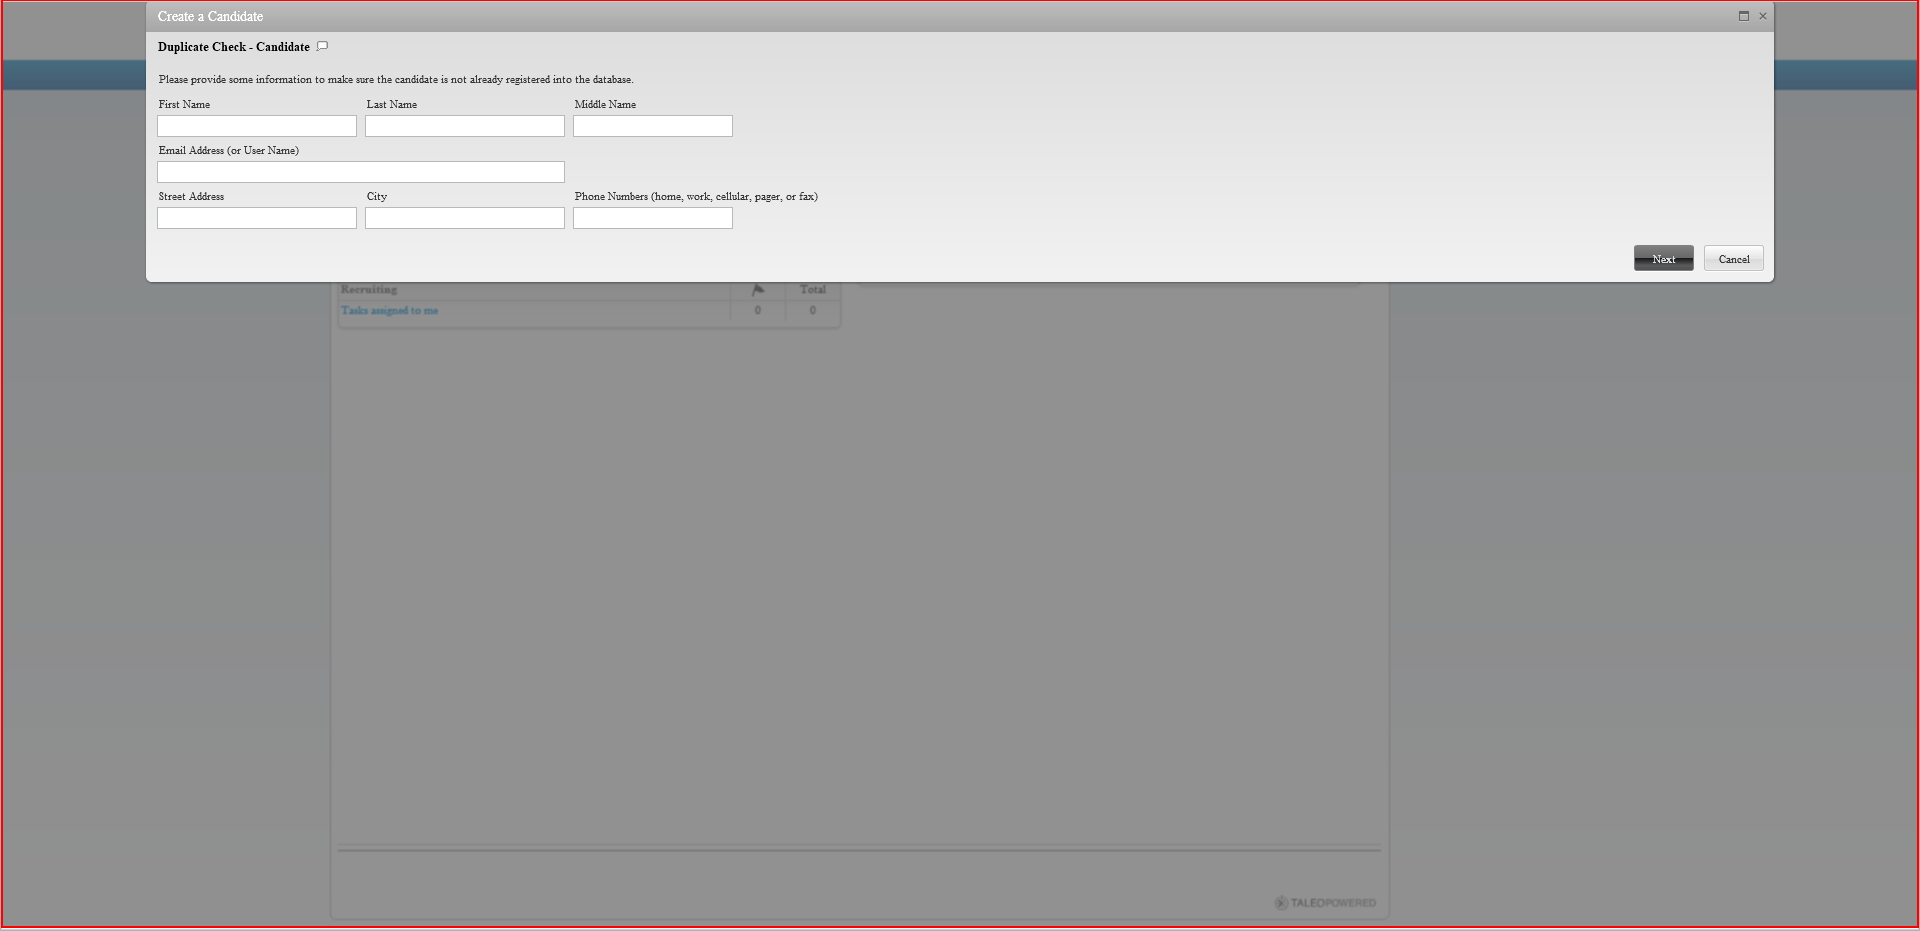 Create a Candidate
Duplicate Check - Candidate
Please provide some information to make sure the candidate is not already registered into the database.
First Name Last Name Middle Name
Email Address (or User Name)
Street Address City Phone Numbers (home, work, cellular, pager, or fax)
Next Cancel
Recruiting Total
Tasks assigned to me 0 0
TALEOPOWERED